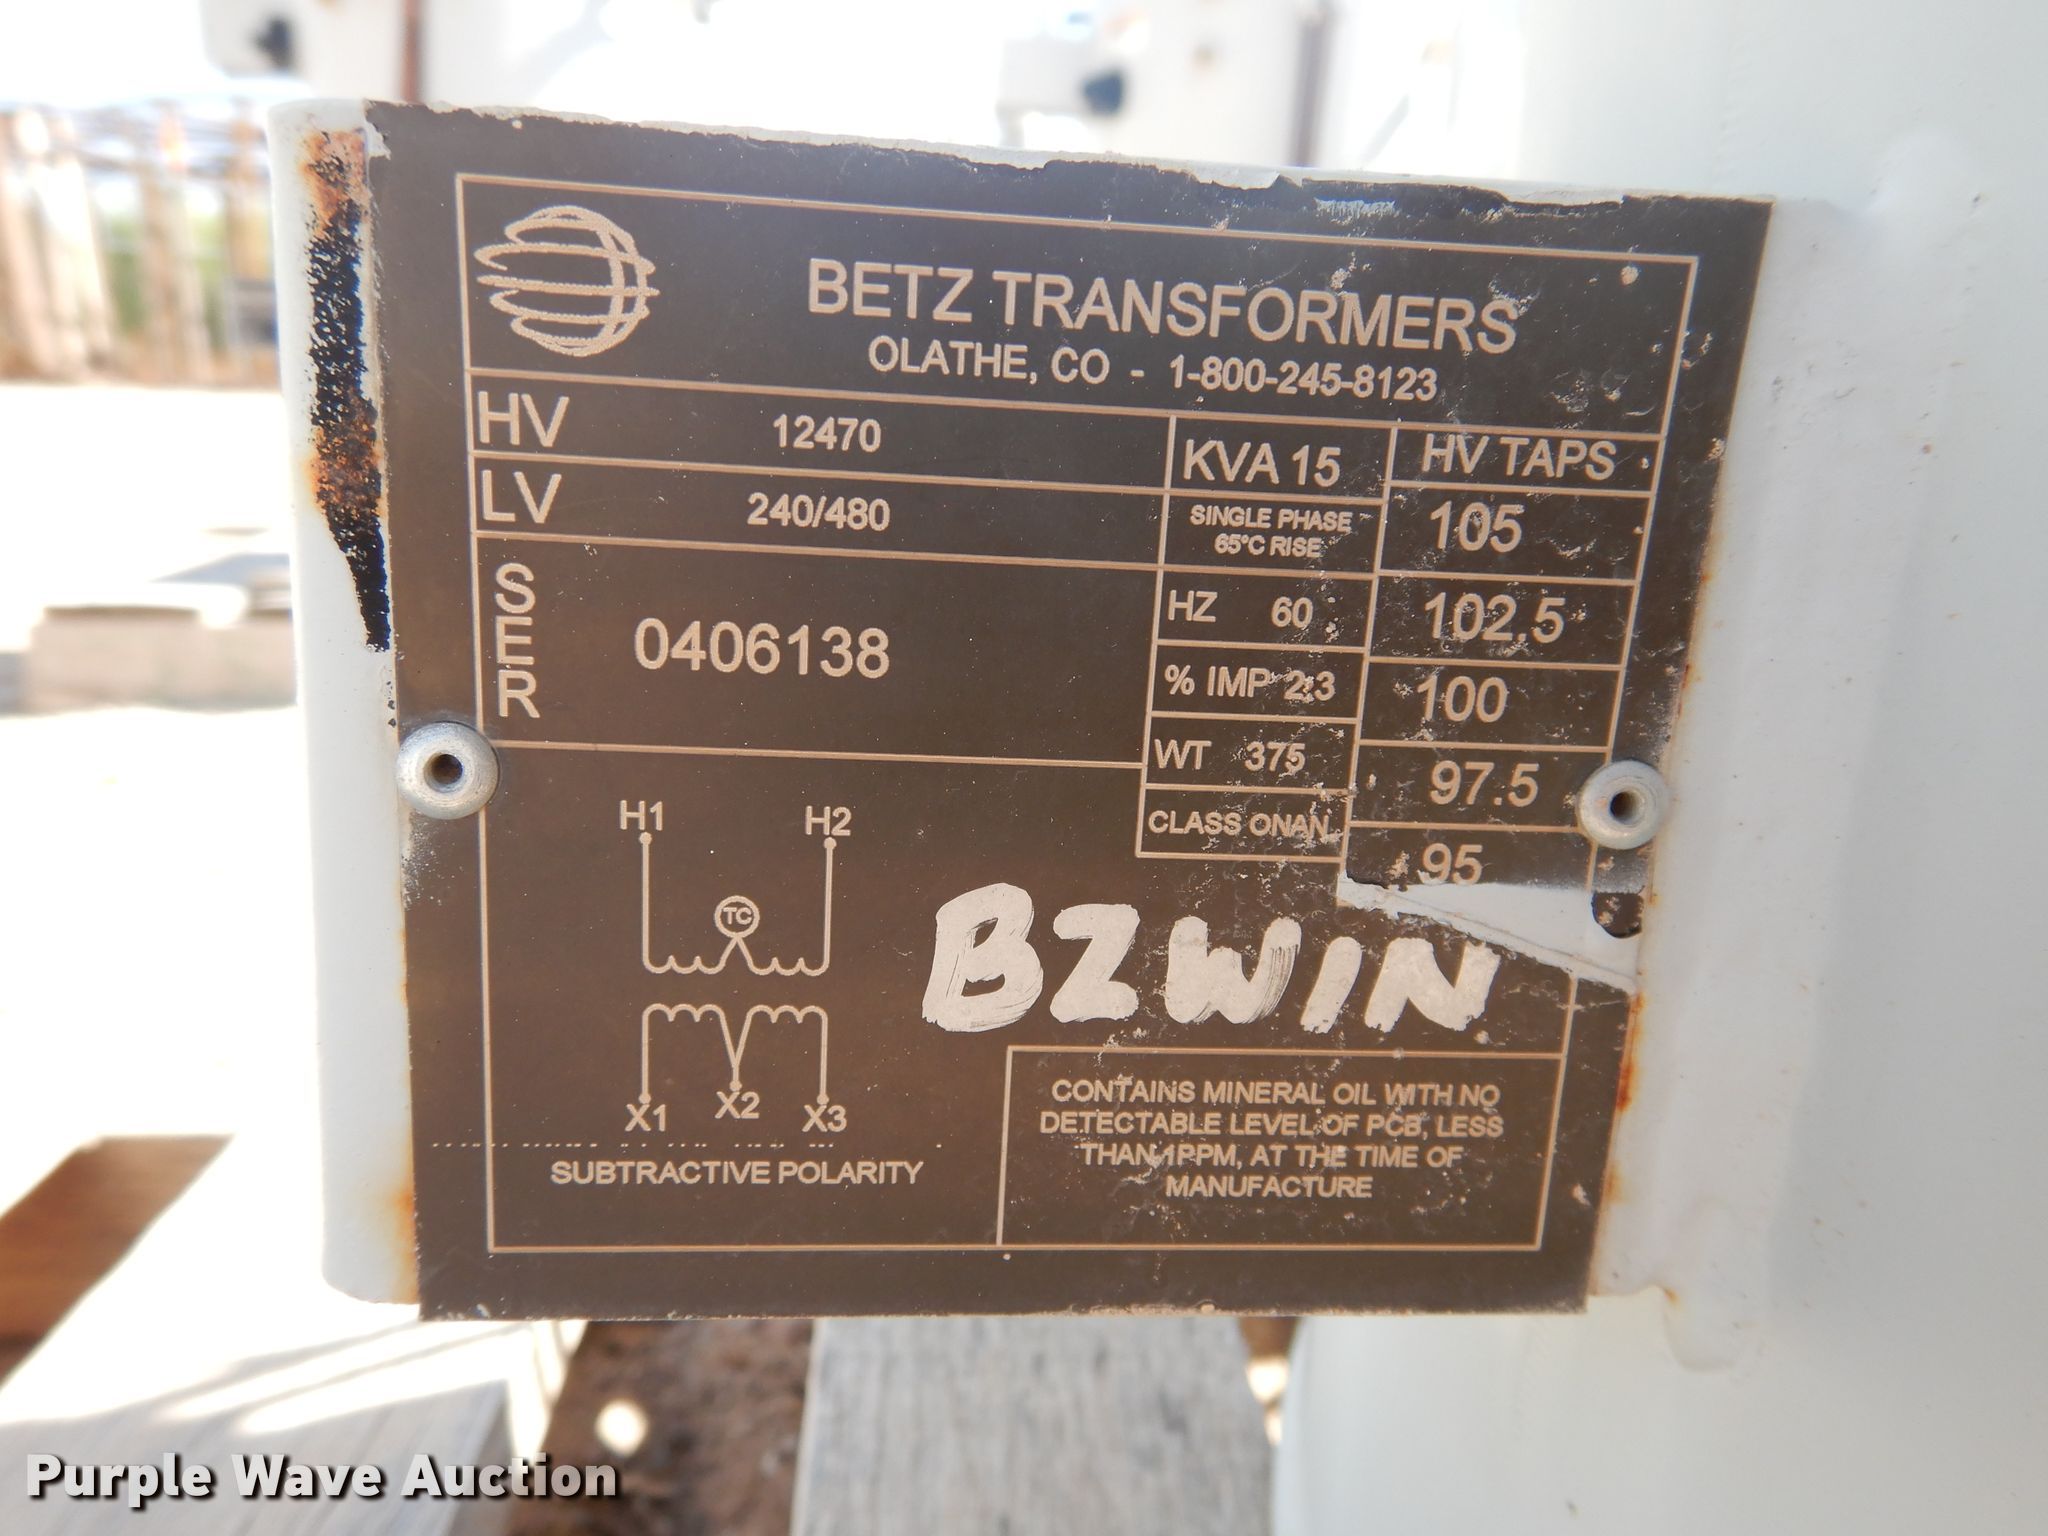 BETZ TRANSFORMERS
OLATHE, CO - 1-800-245-8123
HV 12470
LV 240/480
SER 0406138
KVA 15
SINGLE PHASE
65°C RISE
HZ 60
% IMP 2.3
WT 375
CLASS ONAN
HV TAPS
105
102.5
100
97.5
95
H1 H2
TC
X1 X2 X3
SUBTRACTIVE POLARITY
BZWIN
CONTAINS MINERAL OIL WITH NO
DETECTABLE LEVEL OF PCB, LESS
THAN 1PPM, AT THE TIME OF
MANUFACTURE
Purple Wave Auction